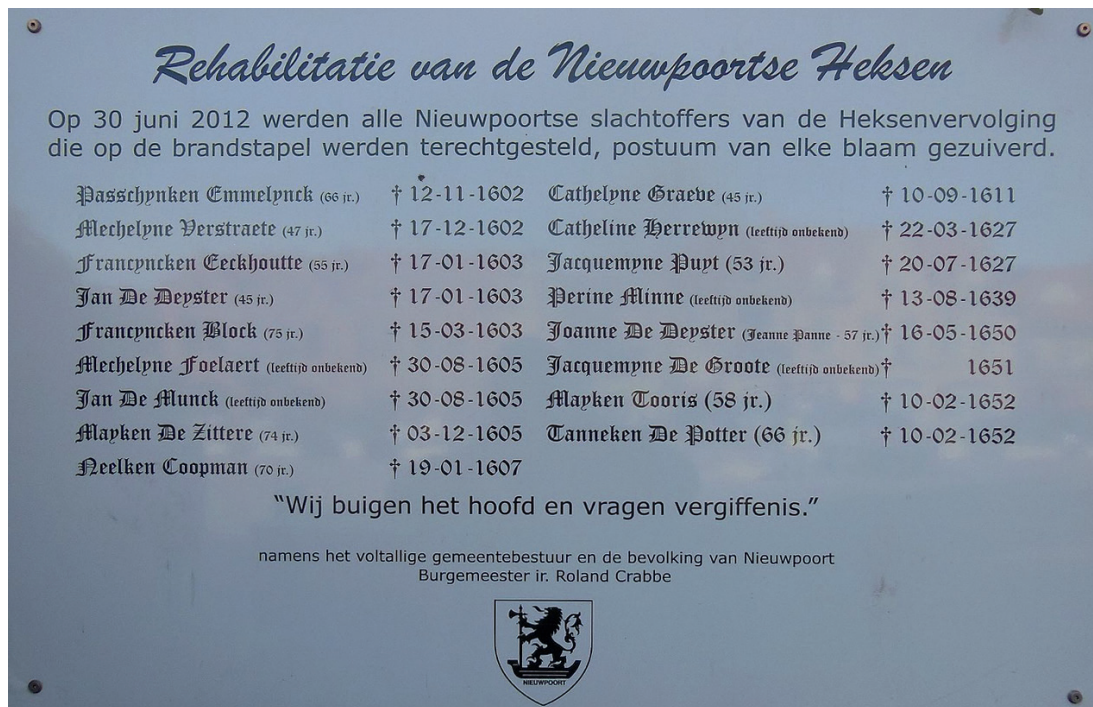 Rehabilitatie van de Nieuwpoortse Heksen
Op 30 juni 2012 werden alle Nieuwpoortse slachtoffers van de Heksenvervolging
die op de brandstapel werden terechtgesteld, postuum van elke blaam gezuiverd.
Passchynken Emmelynck (66 jr.) † 12-11-1602
Mechelyne Verstraete (47 jr.) † 17-12-1602
Francyncken Eeckhoutte (55 jr.) † 17-01-1603
Jan De Deyster (45 jr.) † 17-01-1603
Francyncken Block (75 jr.) † 15-03-1603
Mechelyne Foelaert (leeftijd onbekend) † 30-08-1605
Jan De Munck (leeftijd onbekend) † 30-08-1605
Mayken De Zittere (74 jr.) † 03-12-1605
Neelken Coopman (70 jr.) † 19-01-1607
Cathelyne Graeve (45 jr.) † 10-09-1611
Catheline Herrewyn (leeftijd onbekend) † 22-03-1627
Jacquemyne Puyt (53 jr.) † 20-07-1627
Perine Minne (leeftijd onbekend) † 13-08-1639
Joanne De Deyster (Jeanne Panne - 57 jr.) † 16-05-1650
Jacquemyne De Groote (leeftijd onbekend) † 1651
Mayken Tooris (58 jr.) † 10-02-1652
Tanneken De Potter (66 jr.) † 10-02-1652
“Wij buigen het hoofd en vragen vergiffenis.”
namens het voltallige gemeentebestuur en de bevolking van Nieuwpoort
Burgemeester ir. Roland Crabbe
NIEUWPOORT